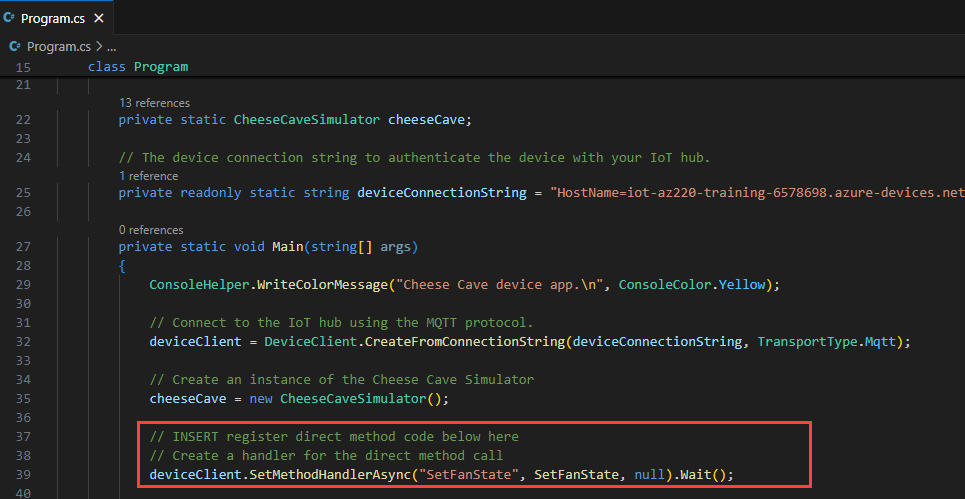 Program.cs
Program.cs > ...
15 class Program
21
13 references
22 private static CheeseCaveSimulator cheeseCave;
23
24 // The device connection string to authenticate the device with your IoT hub.
1 reference
25 private readonly static string deviceConnectionString = "HostName=iot-az220-training-6578698.azure-devices.net
26
0 references
27 private static void Main(string[] args)
28 {
29 ConsoleHelper.WriteColorMessage("Cheese Cave device app.\n", ConsoleColor.Yellow);
30
31 // Connect to the IoT hub using the MQTT protocol.
32 deviceClient = DeviceClient.CreateFromConnectionString(deviceConnectionString, TransportType.Mqtt);
33
34 // Create an instance of the Cheese Cave Simulator
35 cheeseCave = new CheeseCaveSimulator();
36
37 // INSERT register direct method code below here
38 // Create a handler for the direct method call
39 deviceClient.SetMethodHandlerAsync("SetFanState", SetFanState, null).Wait();
40